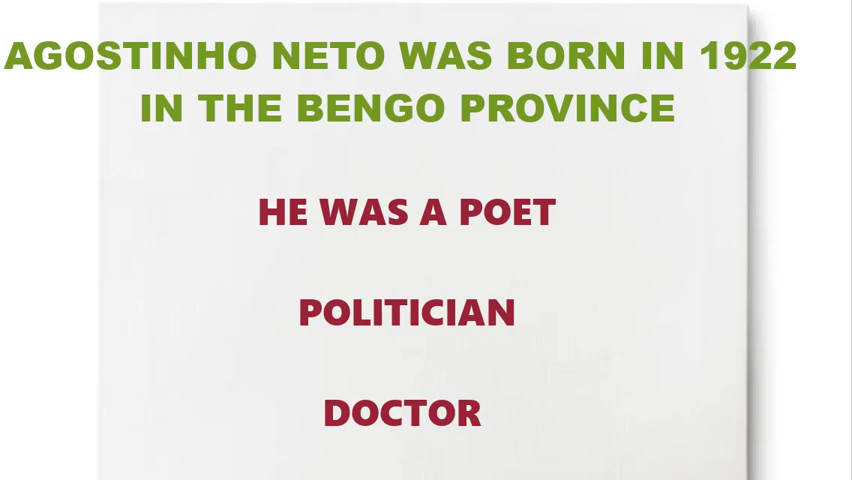 AGOSTINHO NETO WAS BORN IN 1922
IN THE BENGO PROVINCE
HE WAS A POET
POLITICIAN
DOCTOR